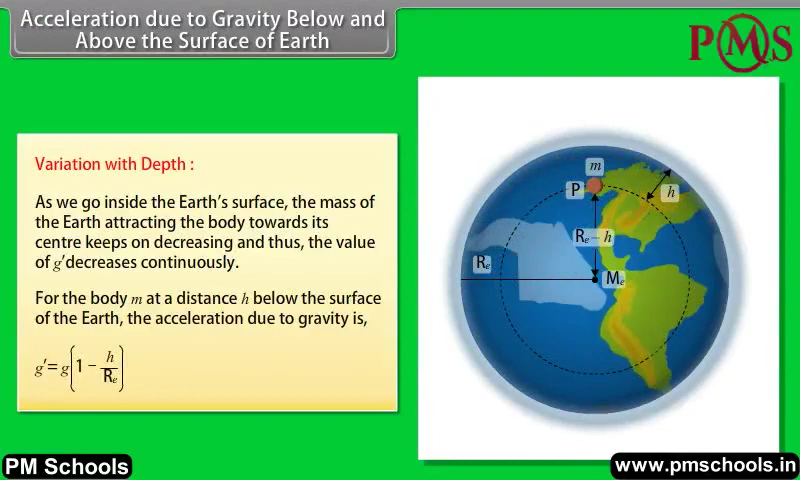 Acceleration due to Gravity Below and
Above the Surface of Earth
PMS
Variation with Depth :
As we go inside the Earth's surface, the mass of
the Earth attracting the body towards its
centre keeps on decreasing and thus, the value
of g′ decreases continuously.
For the body m at a distance h below the surface
of the Earth, the acceleration due to gravity is,
g′ = g(1 − h/Rₑ)
m
P
h
Rₑ − h
Rₑ
Mₑ
PM Schools
www.pmschools.in